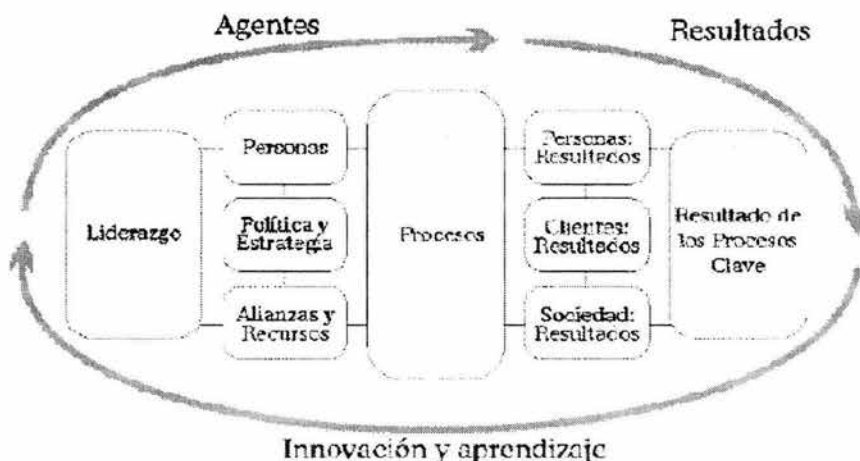 Agentes
Resultados
Liderazgo
Personas
Política y
Estrategia
Alianzas y
Recursos
Procesos
Personas:
Resultados
Clientes:
Resultados
Sociedad:
Resultados
Resultado de
los Procesos
Clave
Innovación y aprendizaje